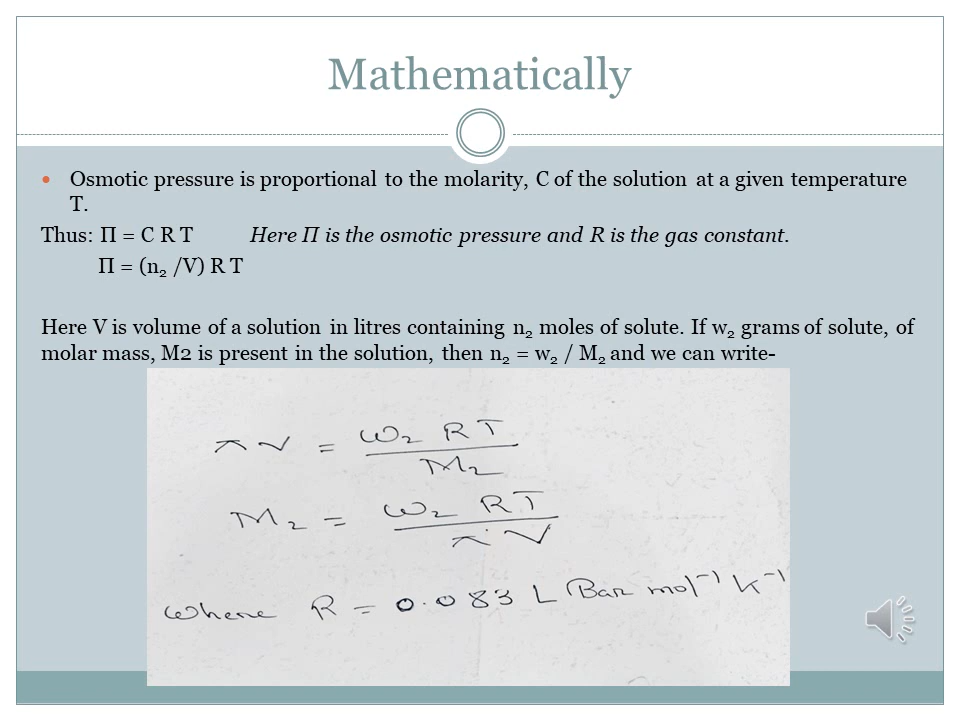 Mathematically
• Osmotic pressure is proportional to the molarity, C of the solution at a given temperature
T.
Thus: Π = C R T Here Π is the osmotic pressure and R is the gas constant.
Π = (n₂ /V) R T
Here V is volume of a solution in litres containing n₂ moles of solute. If w₂ grams of solute, of
molar mass, M2 is present in the solution, then n₂ = w₂ / M₂ and we can write-
π V = W₂ R T
M₂
M₂ = W₂ R T
π V
where R = 0.083 L Bar mol⁻¹ K⁻¹